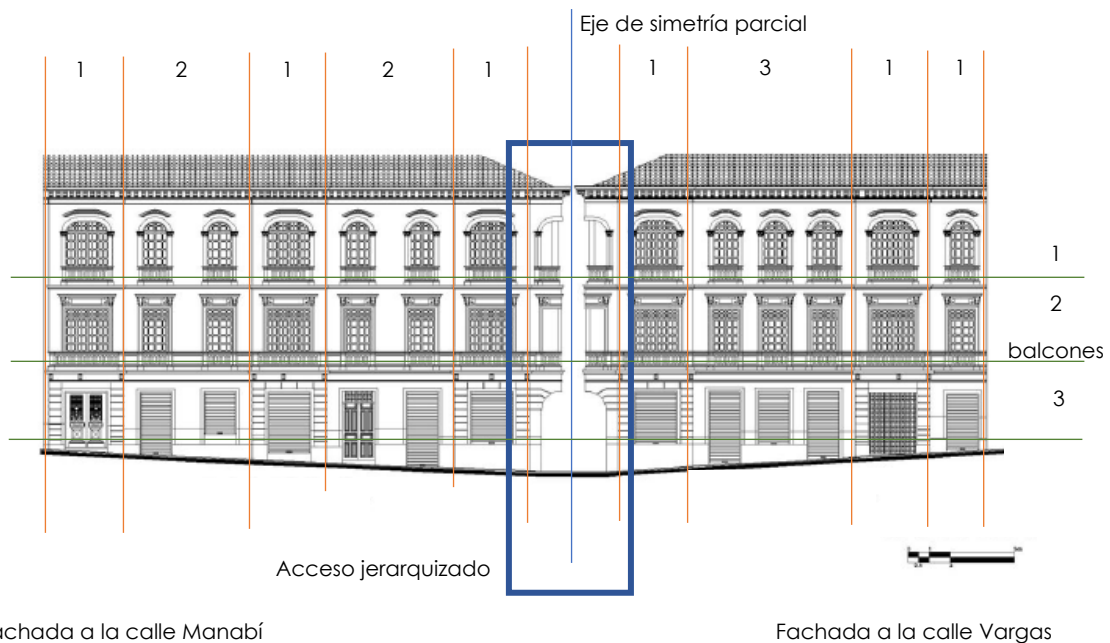 Eje de simetría parcial
1 2 1 2 1 1 3 1 1
1
2
balcones
3
Acceso jerarquizado
achada a la calle Manabí
Fachada a la calle Vargas